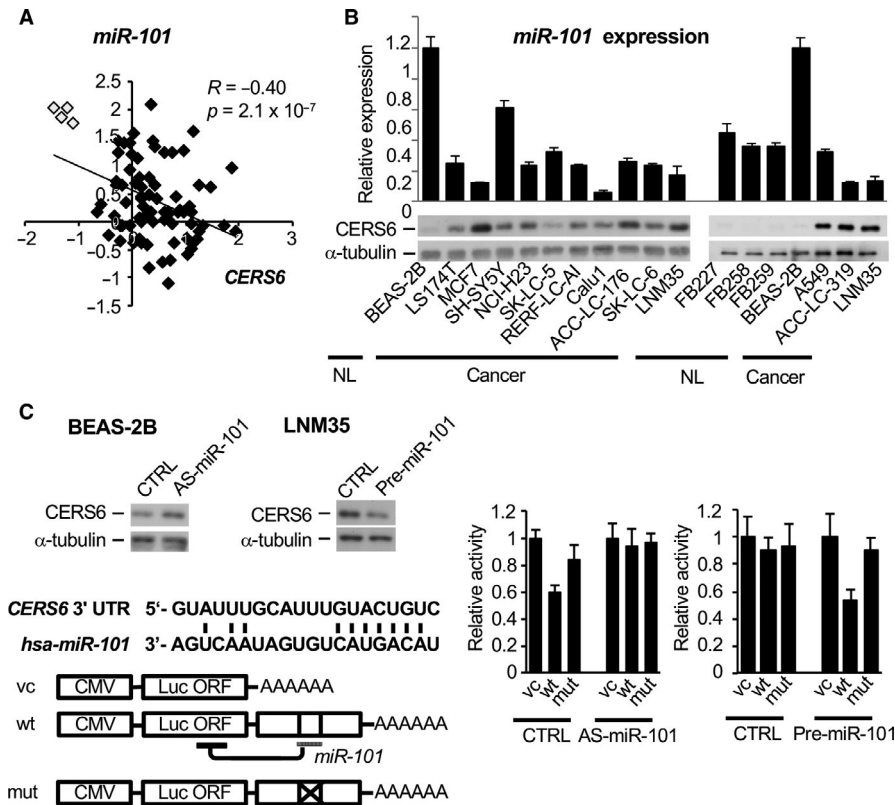 A
miR-101
R = –0.40
p = 2.1 x 10⁻⁷
2.5
2
1.5
1
0.5
0
–0.5
–1
–1.5
–2
–1
0
1
2
3
CERS6
B
miR-101 expression
Relative expression
1.2
0.8
0.4
0
1.2
0.8
0.4
CERS6
α-tubulin
BEAS-2B
LS174T
MCF7
SH-SY5Y
NCI-H23
SK-LC-5
RERF-LC-AI
Calu1
ACC-LC-176
SK-LC-6
LNM35
FB227
FB258
FB259
BEAS-2B
A549
ACC-LC-319
LNM35
NL
Cancer
NL
Cancer
C
BEAS-2B
CTRL
AS-miR-101
CERS6
α-tubulin
LNM35
CTRL
Pre-miR-101
CERS6
α-tubulin
CERS6 3' UTR 5'- GUAUUUGCAUUUGUACUGUC
hsa-miR-101 3'- AGUCAAUAGUGUCAUGACAU
vc CMV Luc ORF AAAAAA
wt CMV Luc ORF AAAAAA
miR-101
mut CMV Luc ORF AAAAAA
Relative activity
1.2
1
0.8
0.6
0.4
0.2
0
vc
wt
mut
vc
wt
mut
CTRL
AS-miR-101
Relative activity
1.2
1
0.8
0.6
0.4
0.2
0
vc
wt
mut
vc
wt
mut
CTRL
Pre-miR-101